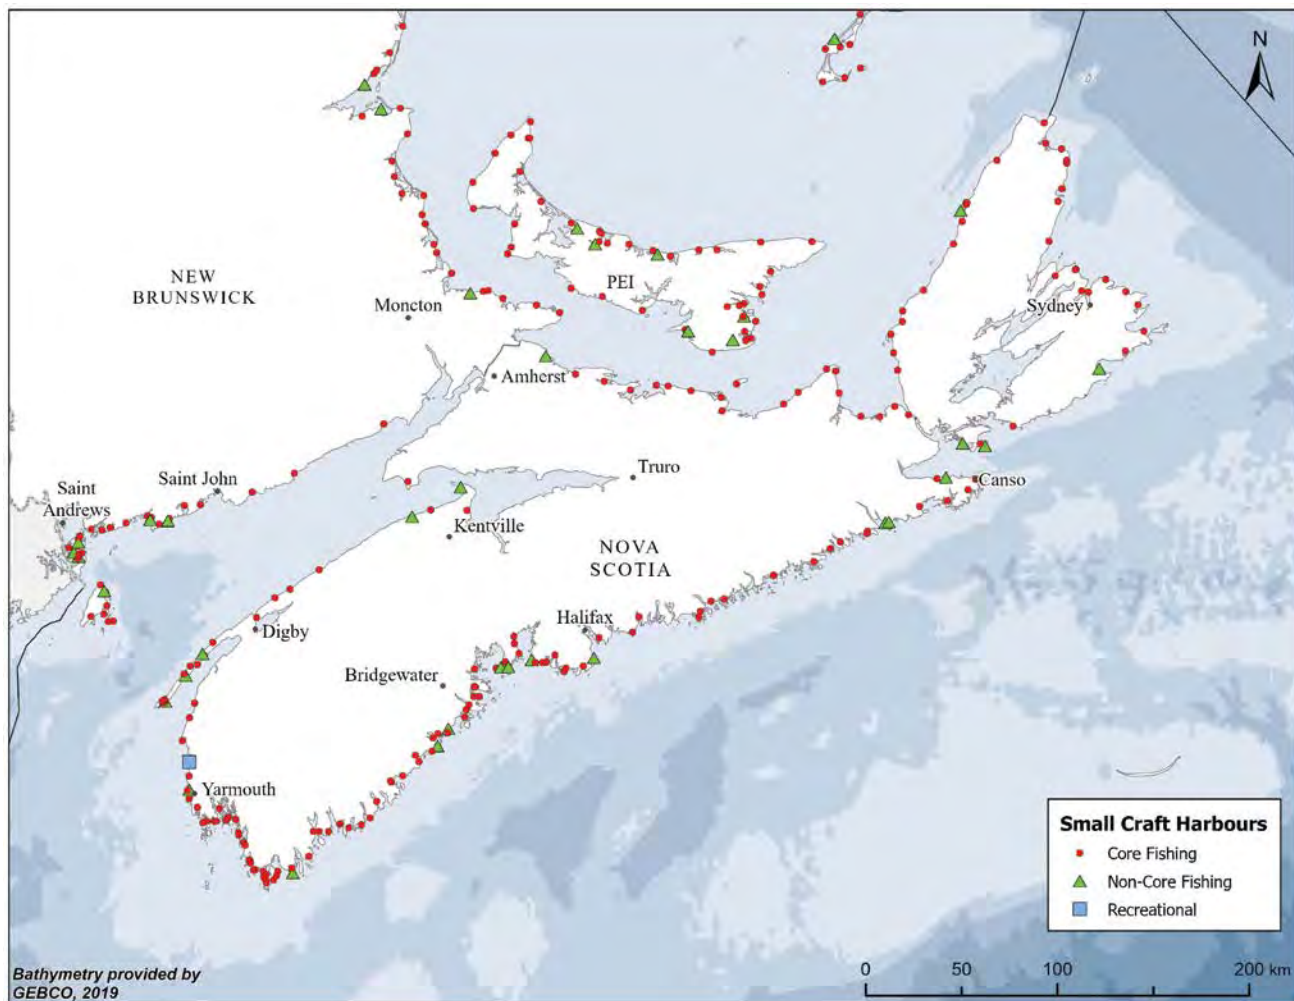 N
NEW
BRUNSWICK
Moncton
PEI
Sydney
Amherst
Saint John
Saint
Andrews
Truro
Canso
Kentville
NOVA
SCOTIA
Digby
Halifax
Bridgewater
Yarmouth
Small Craft Harbours
Core Fishing
Non-Core Fishing
Recreational
Bathymetry provided by
GEBCO, 2019
0 50 100 200 km